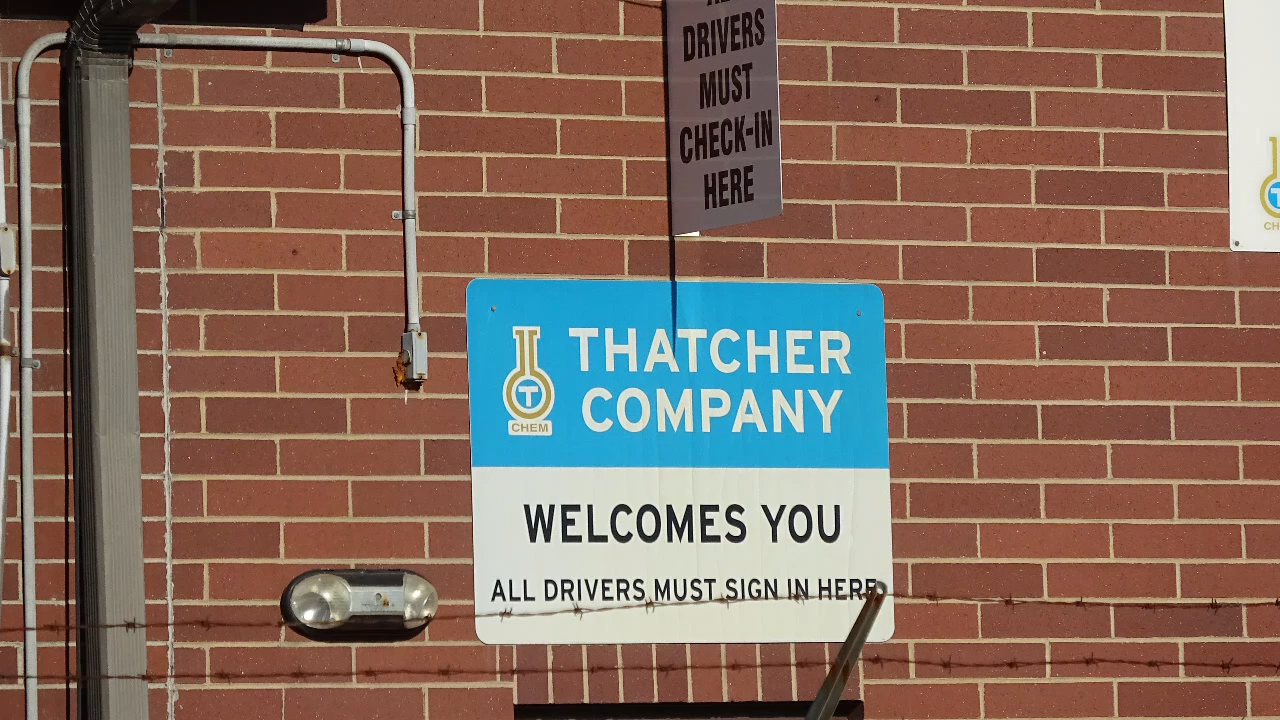 DRIVERS
MUST
CHECK-IN
HERE
THATCHER
COMPANY
T
CHEM
WELCOMES YOU
ALL DRIVERS MUST SIGN IN HERE